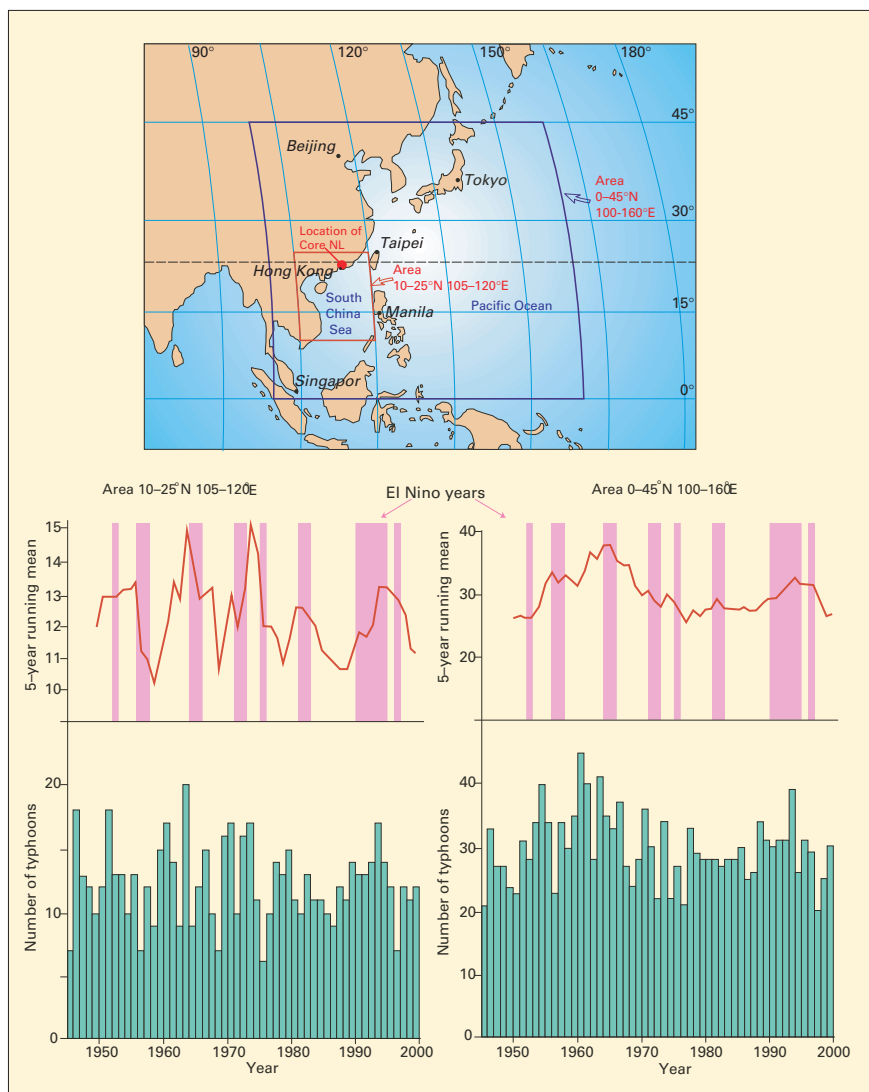 90°
120°
150°
180°
45°
Beijing
Tokyo
Area
0–45°N
100-160°E
30°
Location of
Core NL
Taipei
Hong Kong
Area
10–25°N 105–120°E
South
China
Sea
Manila
Pacific Ocean
15°
Singapor
0°
Area 10–25°N 105–120°E
El Nino years
Area 0–45°N 100–160°E
5–year running mean
15
14
13
12
11
10
5–year running mean
40
30
20
Number of typhoons
20
10
0
1950
1960
1970
1980
1990
2000
Year
Number of typhoons
40
30
20
10
0
1950
1960
1970
1980
1990
2000
Year